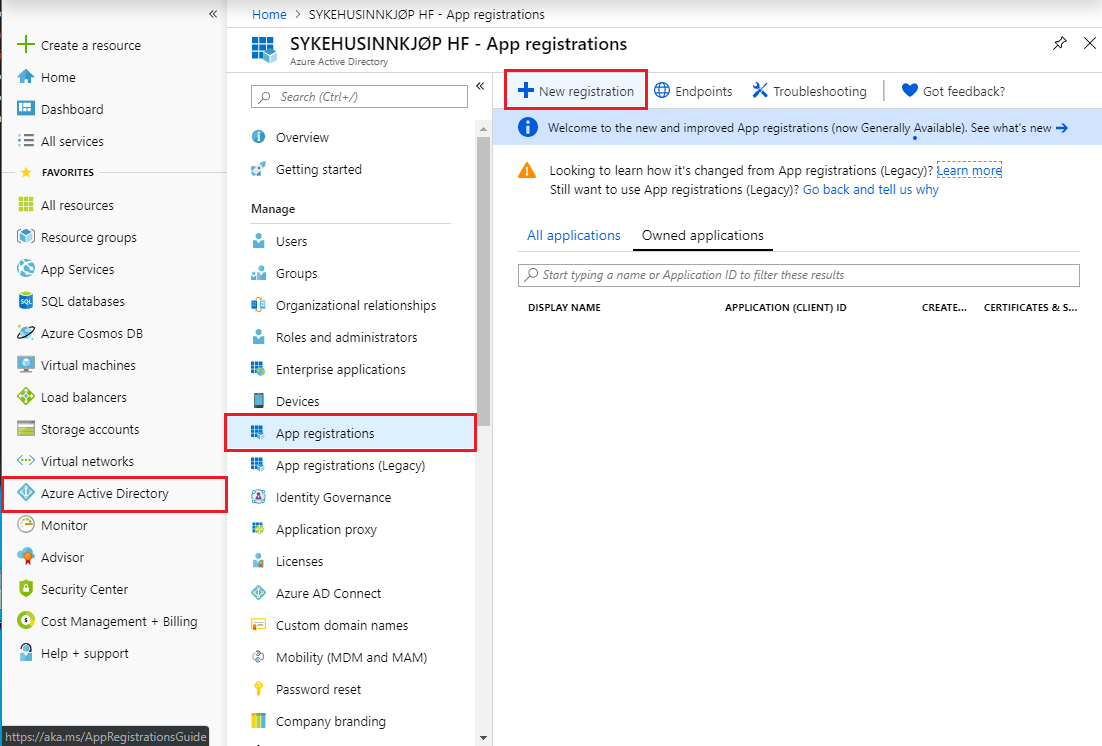 Create a resource
Home
Dashboard
All services
FAVORITES
All resources
Resource groups
App Services
SQL databases
Azure Cosmos DB
Virtual machines
Load balancers
Storage accounts
Virtual networks
Azure Active Directory
Monitor
Advisor
Security Center
Cost Management + Billing
Help + support
https://aka.ms/AppRegistrationsGuide
Home > SYKEHUSINNKJØP HF - App registrations
SYKEHUSINNKJØP HF - App registrations
Azure Active Directory
Search (Ctrl+/)
Overview
Getting started
Manage
Users
Groups
Organizational relationships
Roles and administrators
Enterprise applications
Devices
App registrations
App registrations (Legacy)
Identity Governance
Application proxy
Licenses
Azure AD Connect
Custom domain names
Mobility (MDM and MAM)
Password reset
Company branding
New registration Endpoints Troubleshooting Got feedback?
Welcome to the new and improved App registrations (now Generally Available). See what's new →
Looking to learn how it's changed from App registrations (Legacy)? Learn more
Still want to use App registrations (Legacy)? Go back and tell us why
All applications Owned applications
Start typing a name or Application ID to filter these results
DISPLAY NAME APPLICATION (CLIENT) ID CREATE... CERTIFICATES & S...